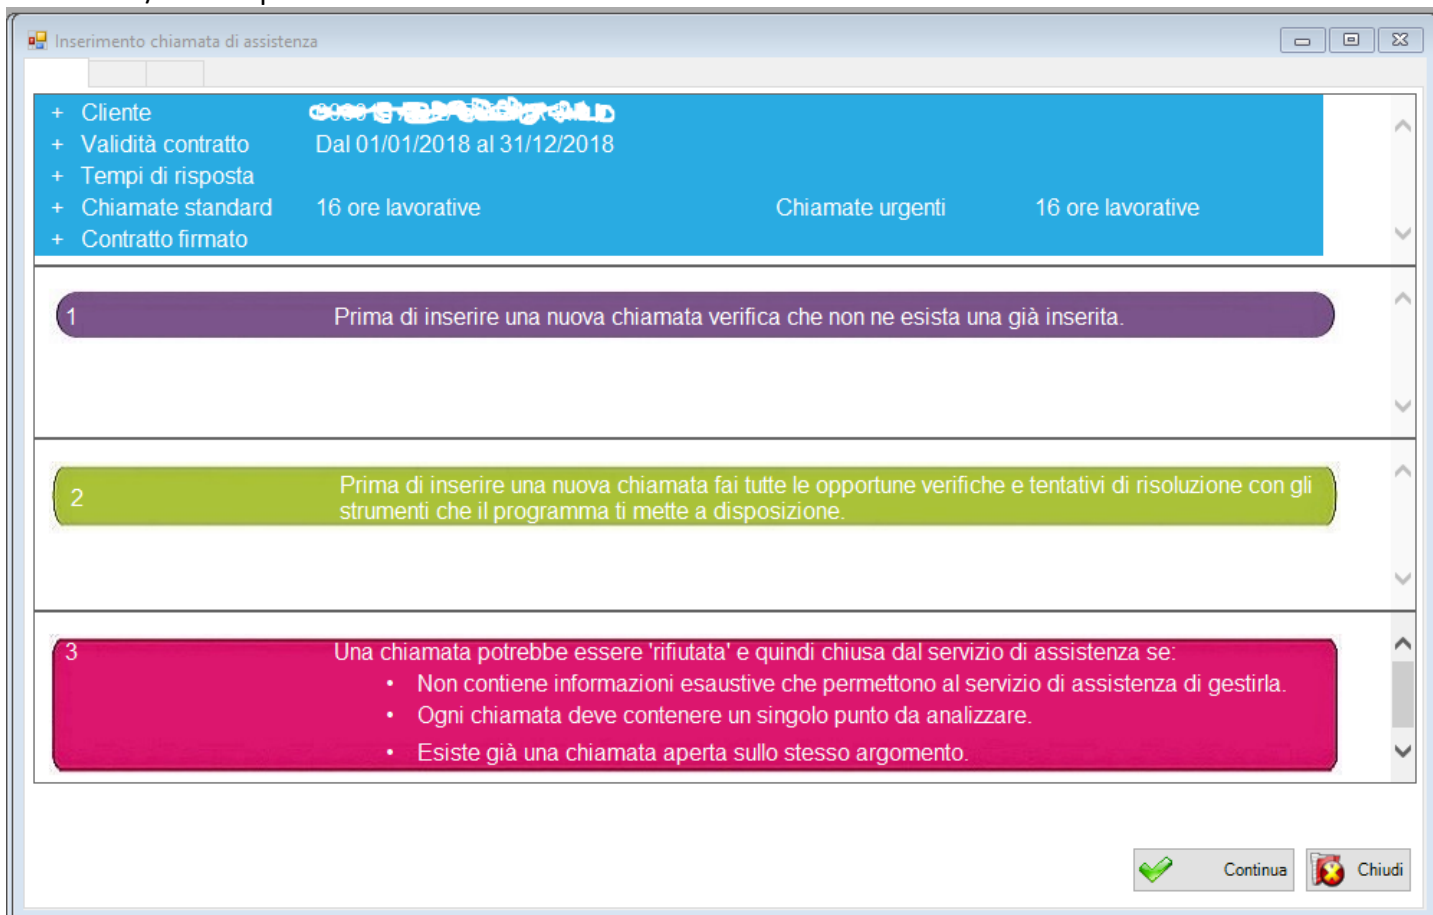 Inserimento chiamata di assistenza
+ Cliente
+ Validità contratto Dal 01/01/2018 al 31/12/2018
+ Tempi di risposta
+ Chiamate standard 16 ore lavorative Chiamate urgenti 16 ore lavorative
+ Contratto firmato
1 Prima di inserire una nuova chiamata verifica che non ne esista una già inserita.
2 Prima di inserire una nuova chiamata fai tutte le opportune verifiche e tentativi di risoluzione con gli
strumenti che il programma ti mette a disposizione.
3 Una chiamata potrebbe essere 'rifiutata' e quindi chiusa dal servizio di assistenza se:
• Non contiene informazioni esaustive che permettono al servizio di assistenza di gestirla.
• Ogni chiamata deve contenere un singolo punto da analizzare.
• Esiste già una chiamata aperta sullo stesso argomento.
Continua Chiudi